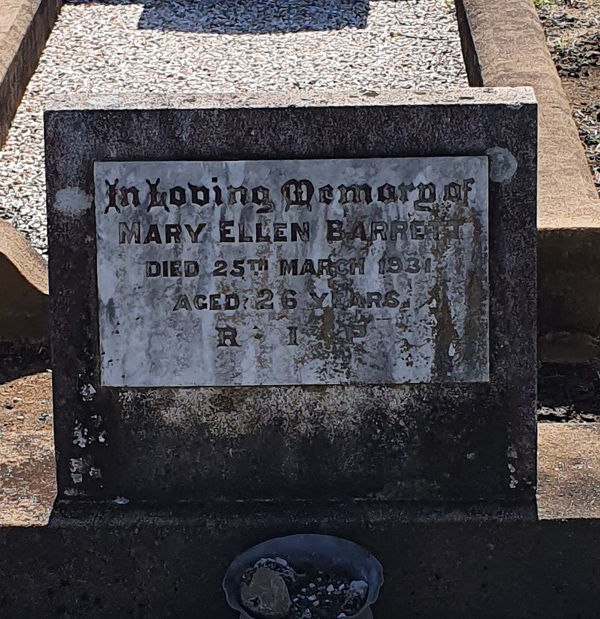 In Loving Memory of
MARY ELLEN BARRETT
DIED 25TH MARCH 1931
AGED 26 YEARS.
R · I · P